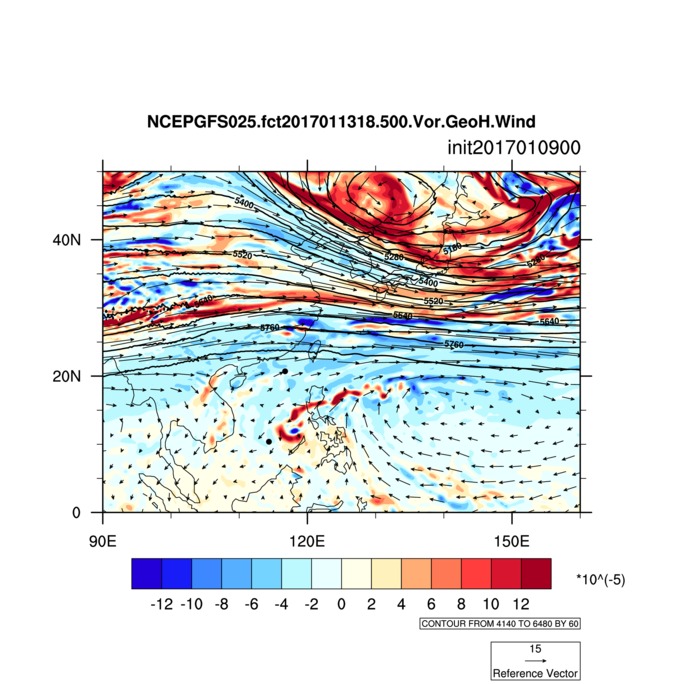 NCEPGFS025.fct2017011318.500.Vor.GeoH.Wind
init2017010900
5400
5160
5280
5280
5520
5400
5520
5640
5640
5760
5760
40N
20N
0
90E 120E 150E
-12 -10 -8 -6 -4 -2 0 2 4 6 8 10 12
*10^(-5)
CONTOUR FROM 4140 TO 6480 BY 60
15
Reference Vector